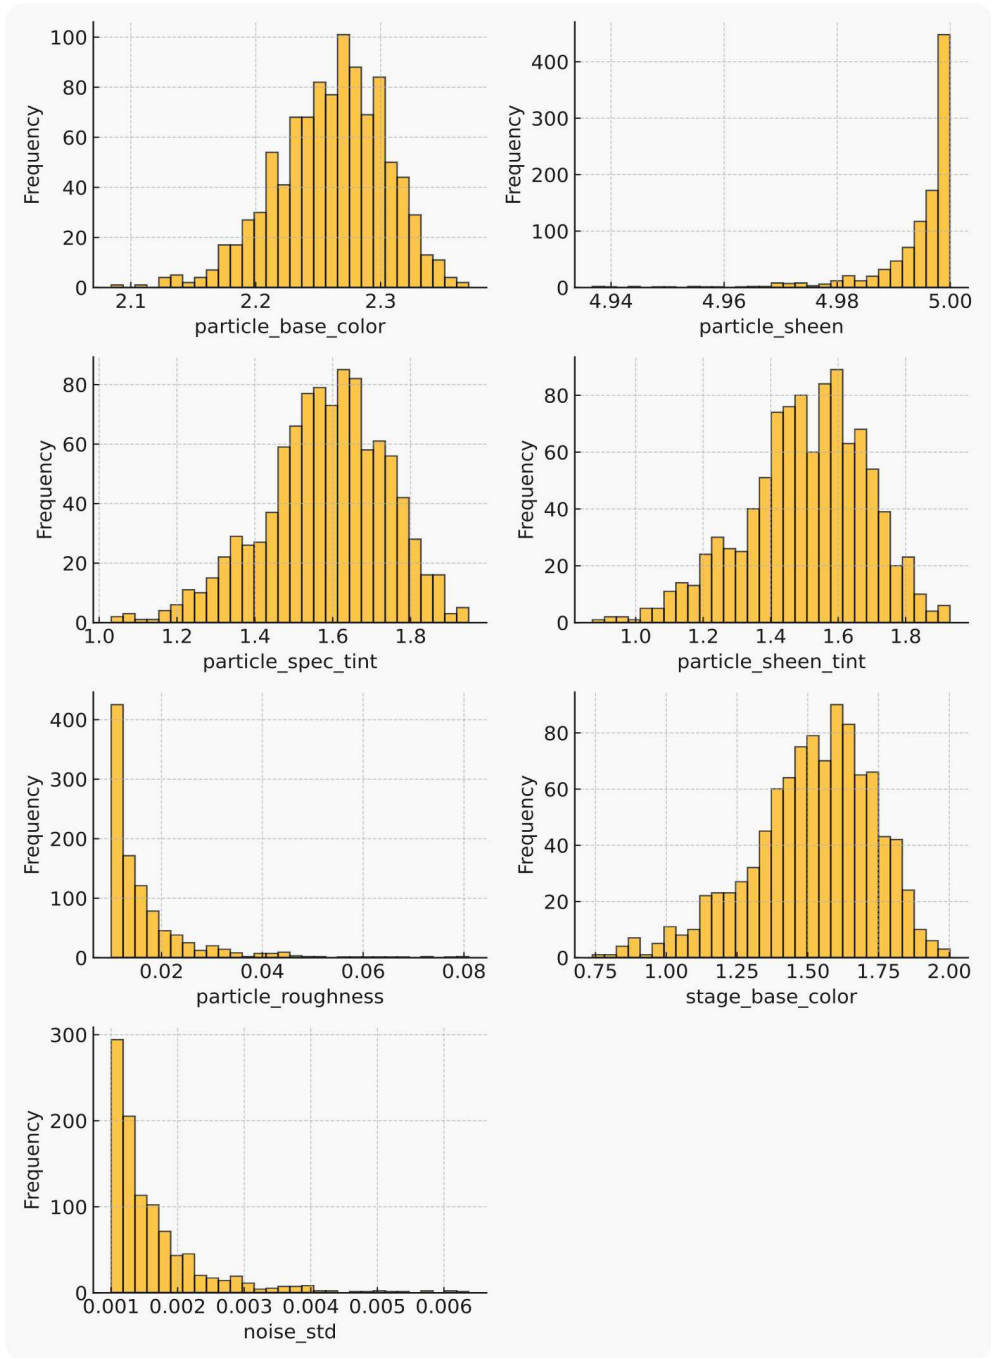 100
80
60
40
20
0
Frequency
2.1 2.2 2.3
particle_base_color
400
300
200
100
0
Frequency
4.94 4.96 4.98 5.00
particle_sheen
80
60
40
20
0
Frequency
1.0 1.2 1.4 1.6 1.8
particle_spec_tint
80
60
40
20
0
Frequency
1.0 1.2 1.4 1.6 1.8
particle_sheen_tint
400
300
200
100
0
Frequency
0.02 0.04 0.06 0.08
particle_roughness
80
60
40
20
0
Frequency
0.75 1.00 1.25 1.50 1.75 2.00
stage_base_color
300
200
100
0
Frequency
0.001 0.002 0.003 0.004 0.005 0.006
noise_std